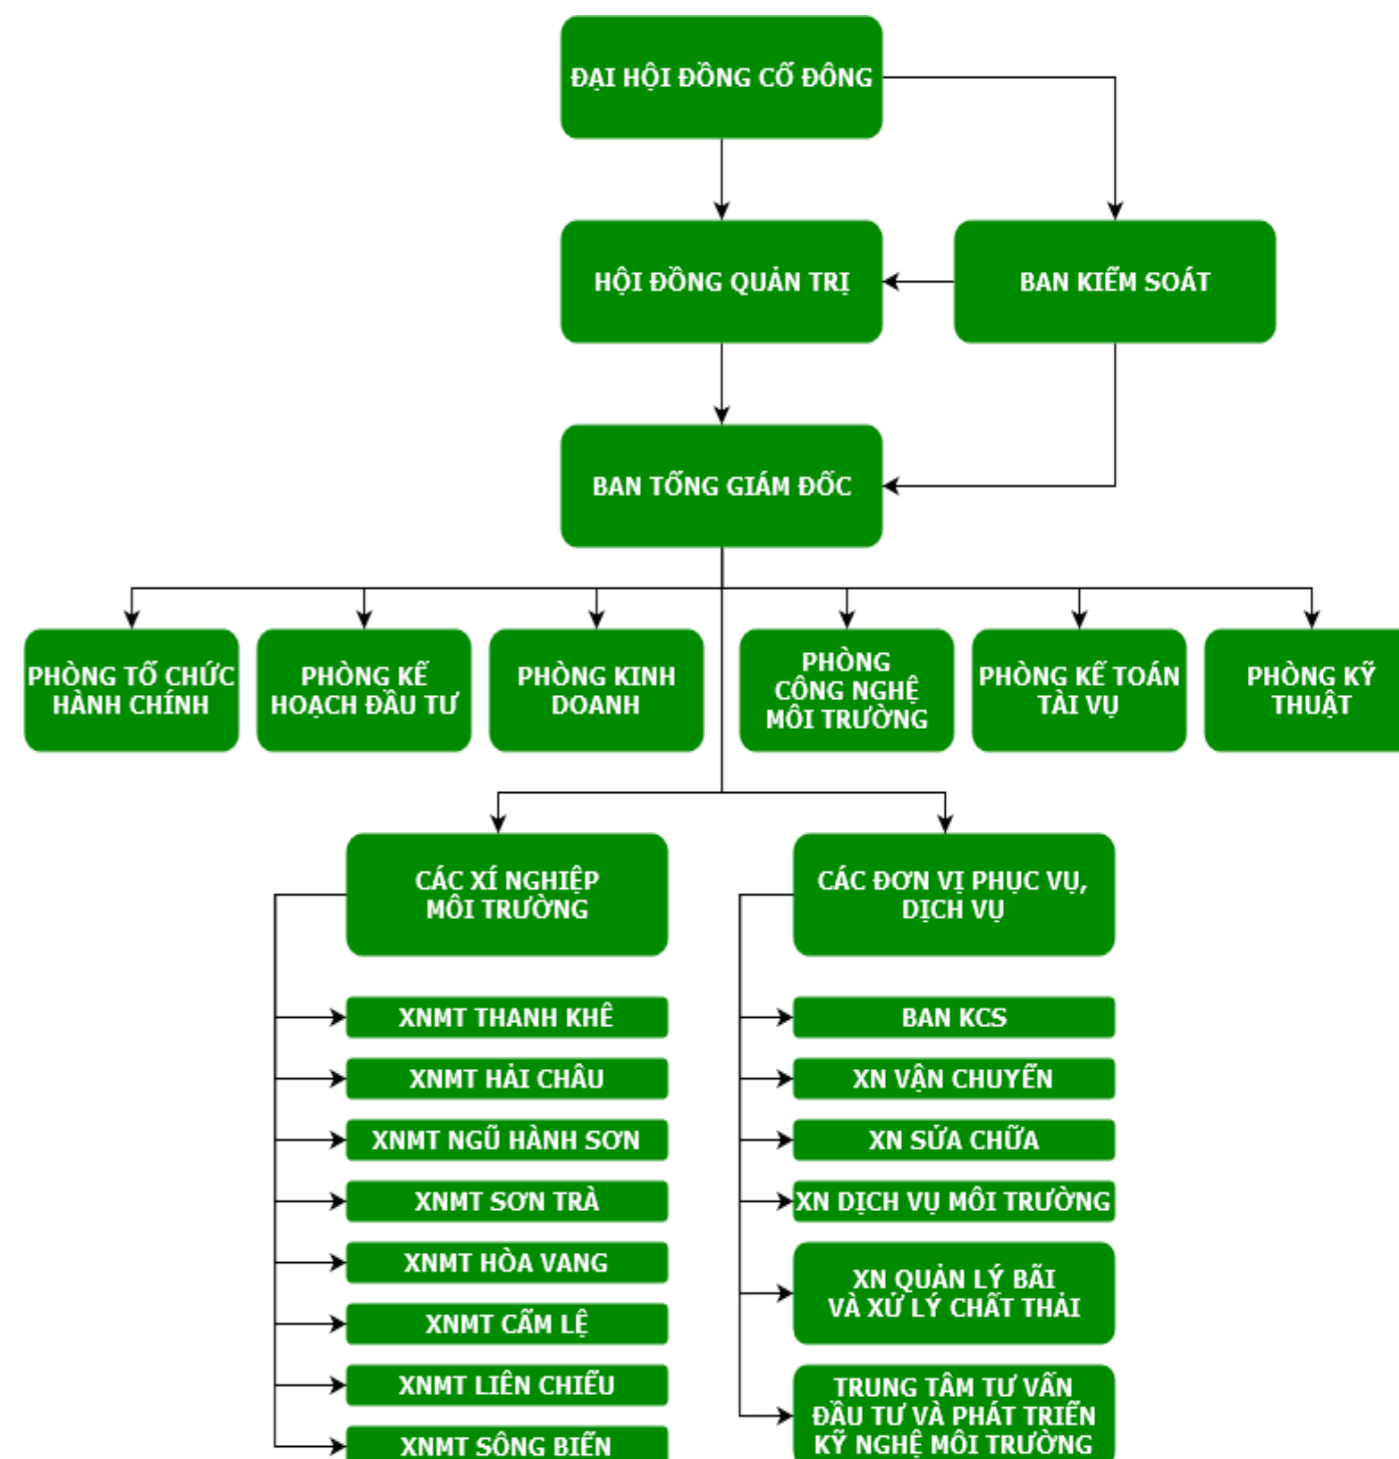 ĐẠI HỘI ĐỒNG CỔ ĐÔNG
HỘI ĐỒNG QUẢN TRỊ
BAN KIỂM SOÁT
BAN TỔNG GIÁM ĐỐC
PHÒNG TỔ CHỨC
HÀNH CHÍNH
PHÒNG KẾ
HOẠCH ĐẦU TƯ
PHÒNG KINH
DOANH
PHÒNG
CÔNG NGHỆ
MÔI TRƯỜNG
PHÒNG KẾ TOÁN
TÀI VỤ
PHÒNG KỸ
THUẬT
CÁC XÍ NGHIỆP
MÔI TRƯỜNG
XNMT THANH KHÊ
XNMT HẢI CHÂU
XNMT NGŨ HÀNH SƠN
XNMT SƠN TRÀ
XNMT HÒA VANG
XNMT CẨM LỆ
XNMT LIÊN CHIỂU
XNMT SÔNG BIỂN
CÁC ĐƠN VỊ PHỤC VỤ,
DỊCH VỤ
BAN KCS
XN VẬN CHUYỂN
XN SỬA CHỮA
XN DỊCH VỤ MÔI TRƯỜNG
XN QUẢN LÝ BÃI
VÀ XỬ LÝ CHẤT THẢI
TRUNG TÂM TƯ VẤN
ĐẦU TƯ VÀ PHÁT TRIỂN
KỸ NGHỆ MÔI TRƯỜNG